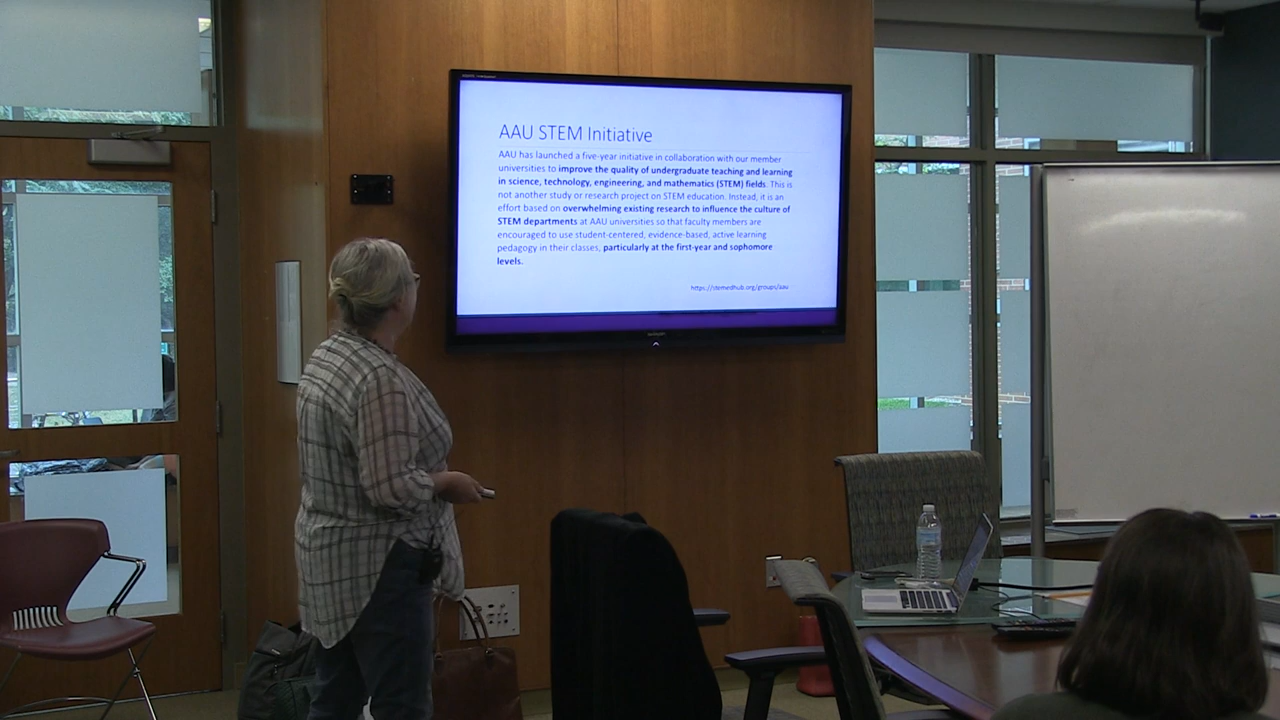 AAU STEM Initiative
AAU has launched a five-year initiative in collaboration with our member
universities to improve the quality of undergraduate teaching and learning
in science, technology, engineering, and mathematics (STEM) fields. This is
not another study or research project on STEM education. Instead, it is an
effort based on overwhelming existing research to influence the culture of
STEM departments at AAU universities so that faculty members are
encouraged to use student-centered, evidence-based, active learning
pedagogy in their classes, particularly at the first-year and sophomore
levels.
https://stemedhub.org/groups/aau